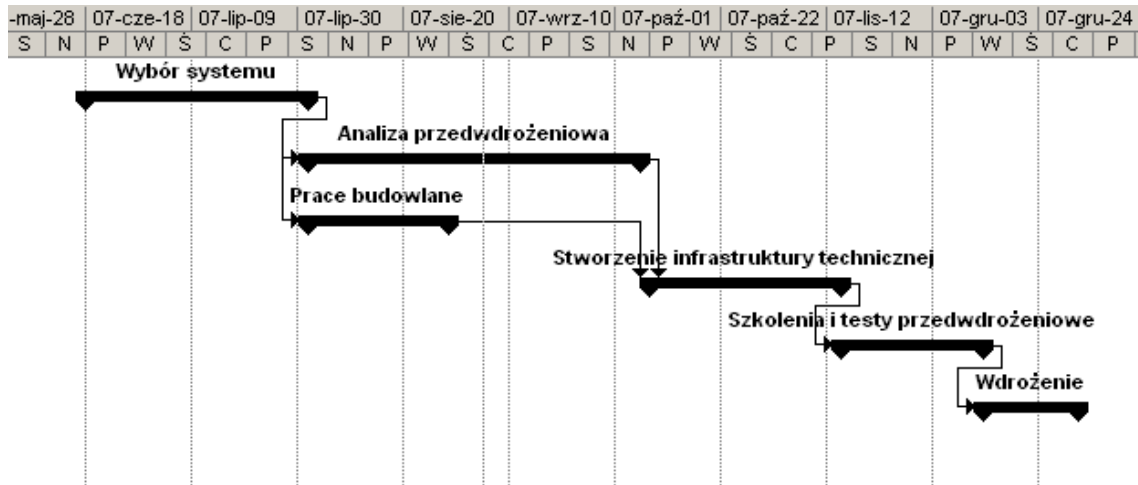 -maj-28 07-cze-18 07-lip-09 07-lip-30 07-sie-20 07-wrz-10 07-paź-01 07-paź-22 07-lis-12 07-gru-03 07-gru-24
S N P W Ś C P S N P W Ś C P S N P W Ś C P S N P W Ś C P
Wybór systemu
Analiza przedwdrożeniowa
Prace budowlane
Stworzenie infrastruktury technicznej
Szkolenia i testy przedwdrożeniowe
Wdrożenie